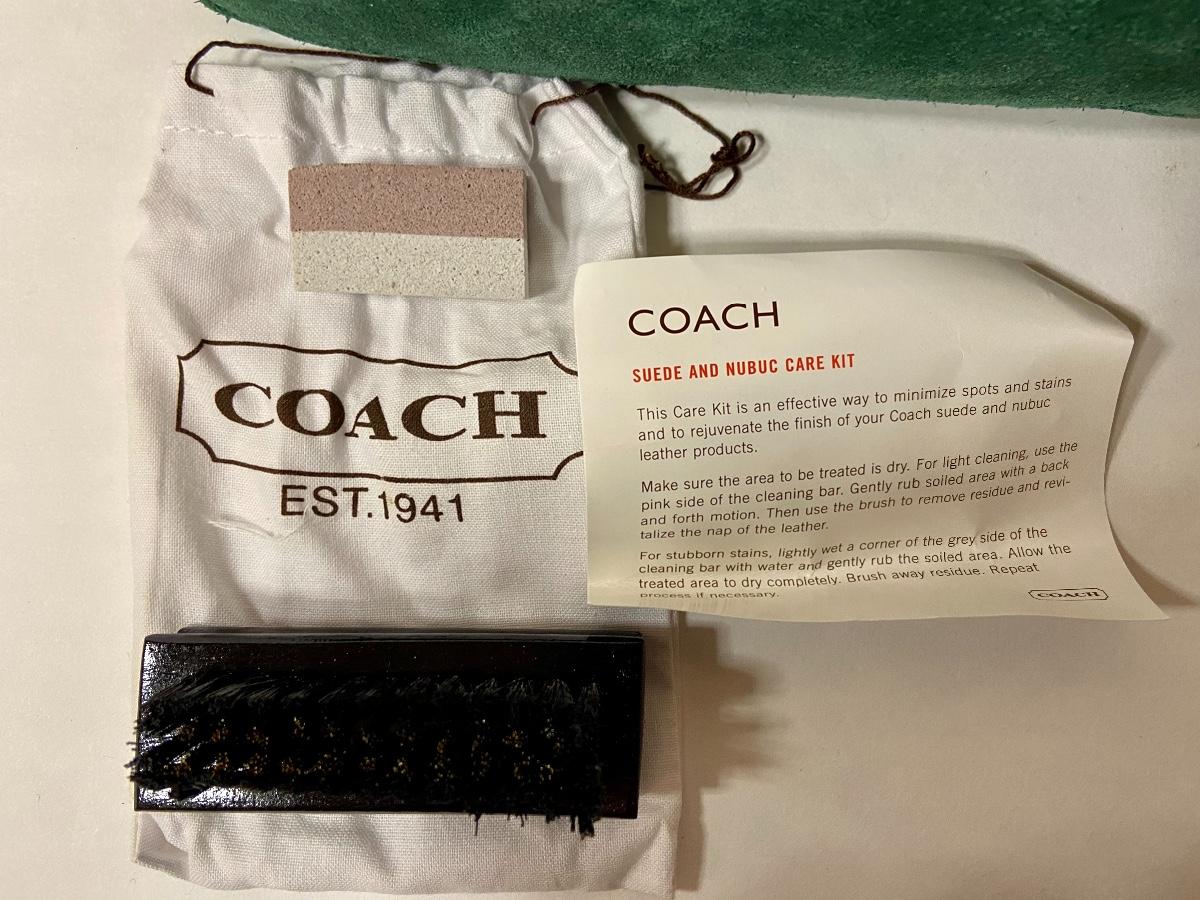 COACH
EST.1941
COACH
SUEDE AND NUBUC CARE KIT
This Care Kit is an effective way to minimize spots and stains
and to rejuvenate the finish of your Coach suede and nubuc
leather products.
Make sure the area to be treated is dry. For light cleaning, use the
pink side of the cleaning bar. Gently rub soiled area with a back
and forth motion. Then use the brush to remove residue and revi-
talize the nap of the leather.
For stubborn stains, lightly wet a corner of the grey side of the
cleaning bar with water and gently rub the soiled area. Allow the
treated area to dry completely. Brush away residue. Repeat
process if necessary.
COACH